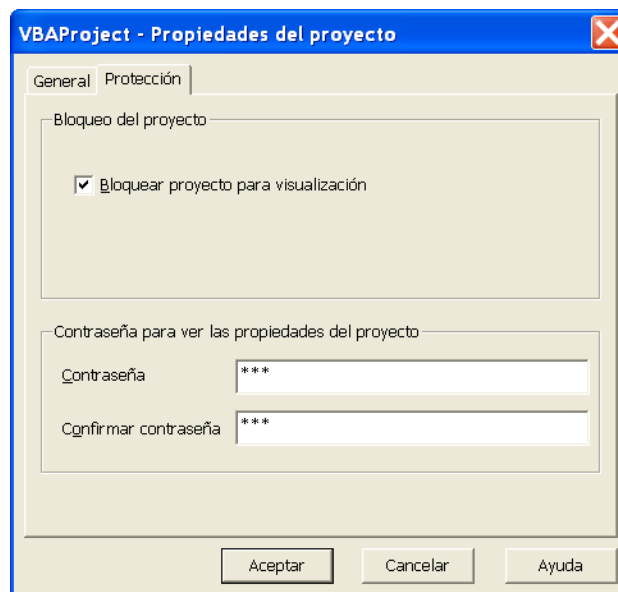 VBAProject - Propiedades del proyecto
General Protección
Bloqueo del proyecto
Bloquear proyecto para visualización
Contraseña para ver las propiedades del proyecto
Contraseña ***
Confirmar contraseña ***
Aceptar Cancelar Ayuda